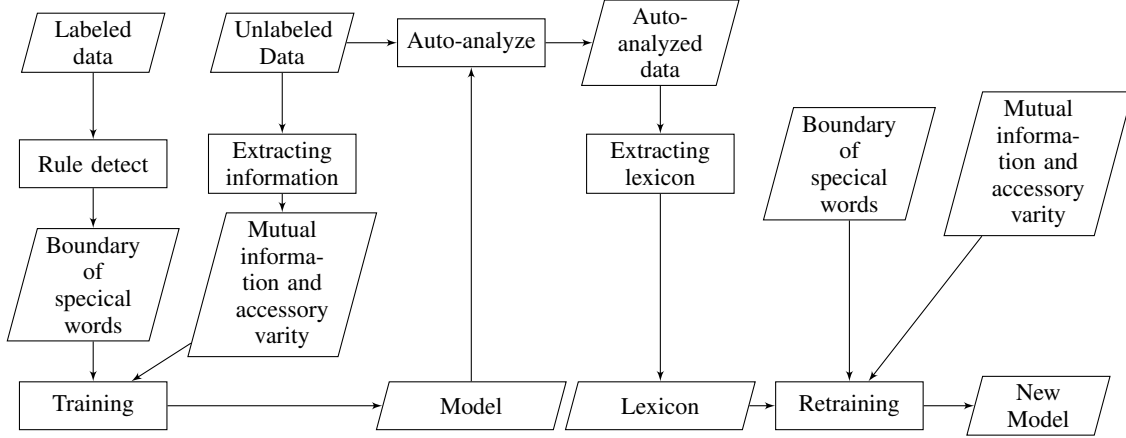 Labeled
data
Unlabeled
Data
Auto-analyze
Auto-
analyzed
data
Rule detect
Extracting
information
Extracting
lexicon
Boundary
of
specical
words
Mutual
informa-
tion and
accessory
varity
Boundary
of
specical
words
Mutual
informa-
tion and
accessory
varity
Training
Model
Lexicon
Retraining
New
Model